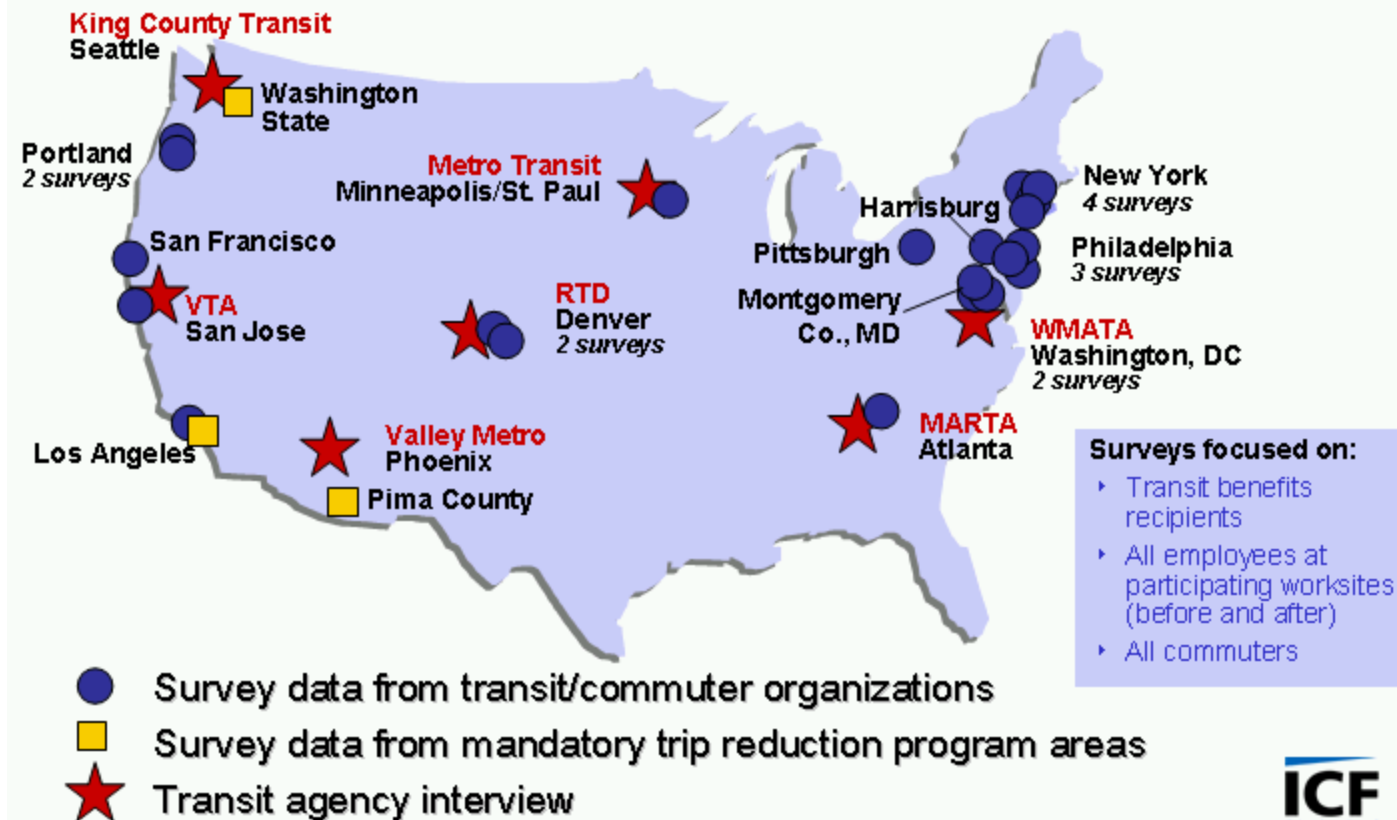 King County Transit
Seattle
Washington
State
Portland
2 surveys
Metro Transit
Minneapolis/St. Paul
New York
4 surveys
Harrisburg
San Francisco
Pittsburgh
Philadelphia
3 surveys
VTA
San Jose
RTD
Denver
2 surveys
Montgomery
Co., MD
WMATA
Washington, DC
2 surveys
Los Angeles
Valley Metro
Phoenix
Pima County
MARTA
Atlanta
Surveys focused on:
Transit benefits
recipients
All employees at
participating worksites
(before and after)
All commuters
Survey data from transit/commuter organizations
Survey data from mandatory trip reduction program areas
Transit agency interview
ICF